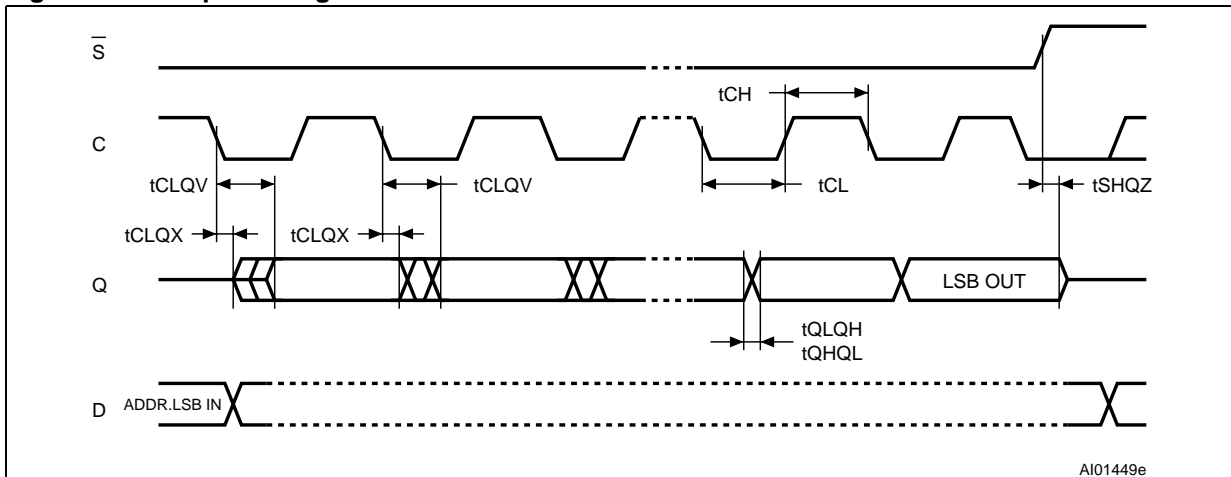 S
tCH
C
tCLQV
tCLQV
tCL
tSHQZ
tCLQX
tCLQX
Q
LSB OUT
tQLQH
tQHQL
D
ADDR.LSB IN
AI01449e